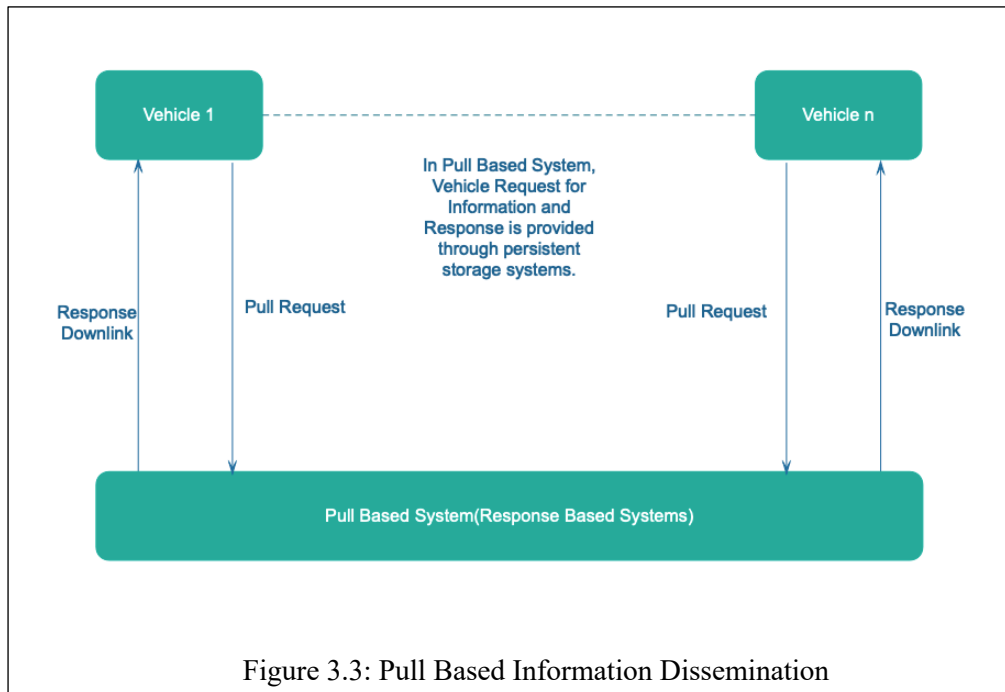 Vehicle 1
Vehicle n
In Pull Based System,
Vehicle Request for
Information and
Response is provided
through persistent
storage systems.
Response
Downlink
Pull Request
Pull Request
Response
Downlink
Pull Based System(Response Based Systems)
Figure 3.3: Pull Based Information Dissemination